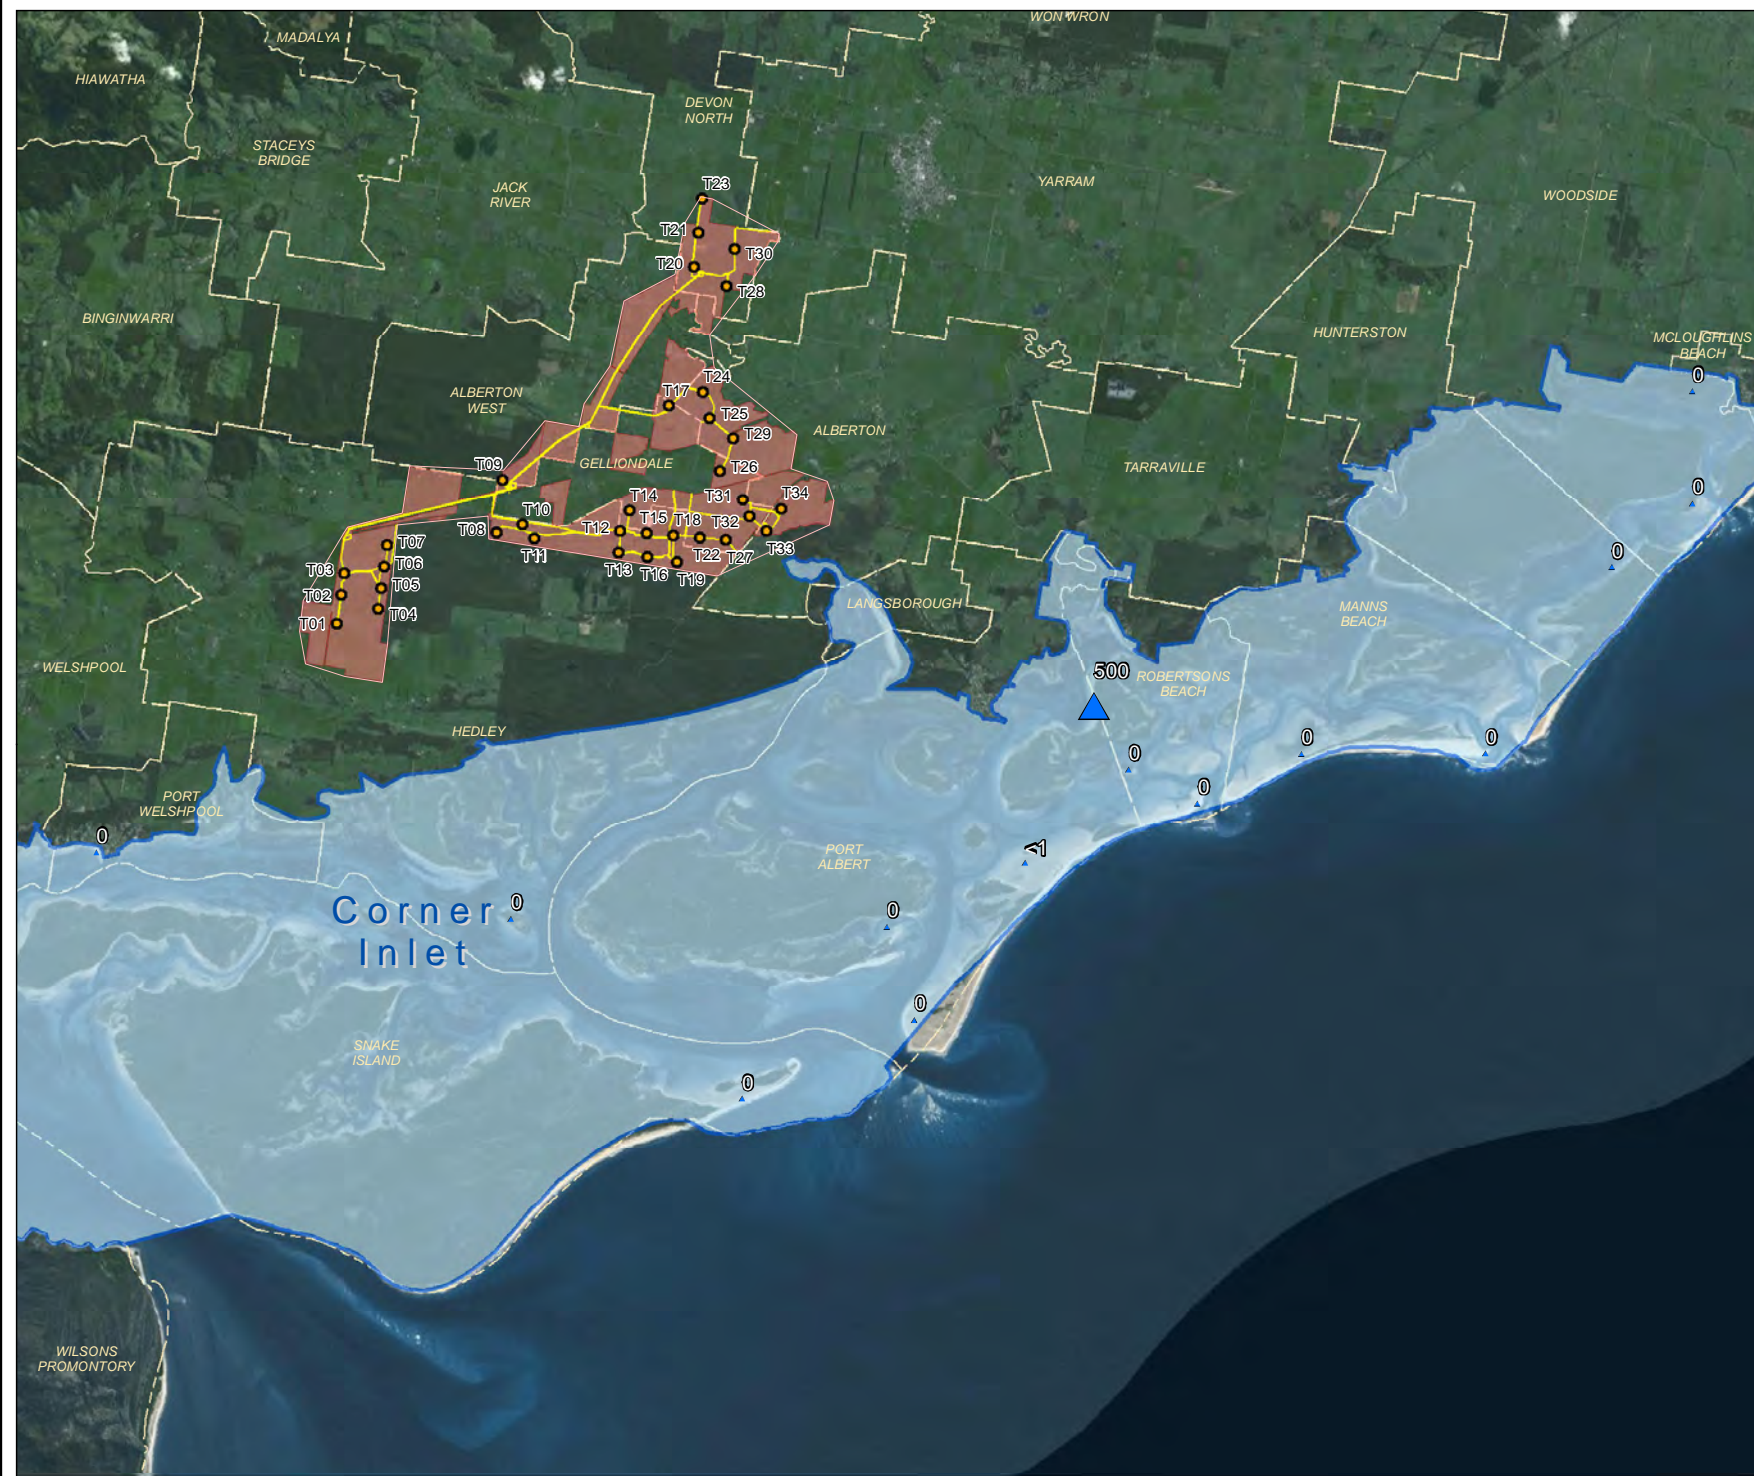 WON WRON
MADALYA
HIAWATHA
DEVON
NORTH
STACEYS
BRIDGE
JACK
RIVER
YARRAM
WOODSIDE
T23
T21
T30
T20
T28
BINGINWARRI
HUNTERSTON
MCLOUGHLINS
BEACH
0
ALBERTON
WEST
T24
T17
T25
T29
ALBERTON
T09
GELLIONDALE
T26
TARRAVILLE
0
T14
T31
T34
T10
T08
T12
T15
T18
T32
T11
T22
T27
T33
T13
T16
T19
T07
T03
T06
T02
T05
T04
T01
0
LANGSBOROUGH
MANNS
BEACH
WELSHPOOL
500
ROBERTSONS
BEACH
HEDLEY
0
0
0
0
PORT
WELSHPOOL
0
PORT
ALBERT
<1
Corner
Inlet
0
0
0
SNAKE
ISLAND
0
WILSONS
PROMONTORY